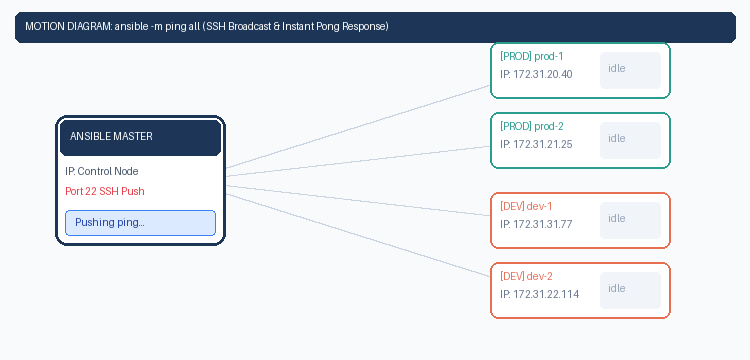 MOTION DIAGRAM: ansible -m ping all (SSH Broadcast & Instant Pong Response)
[PROD] prod-1
IP: 172.31.20.40
idle
[PROD] prod-2
IP: 172.31.21.25
idle
ANSIBLE MASTER
IP: Control Node
Port 22 SSH Push
Pushing ping...
[DEV] dev-1
IP: 172.31.31.77
idle
[DEV] dev-2
IP: 172.31.22.114
idle